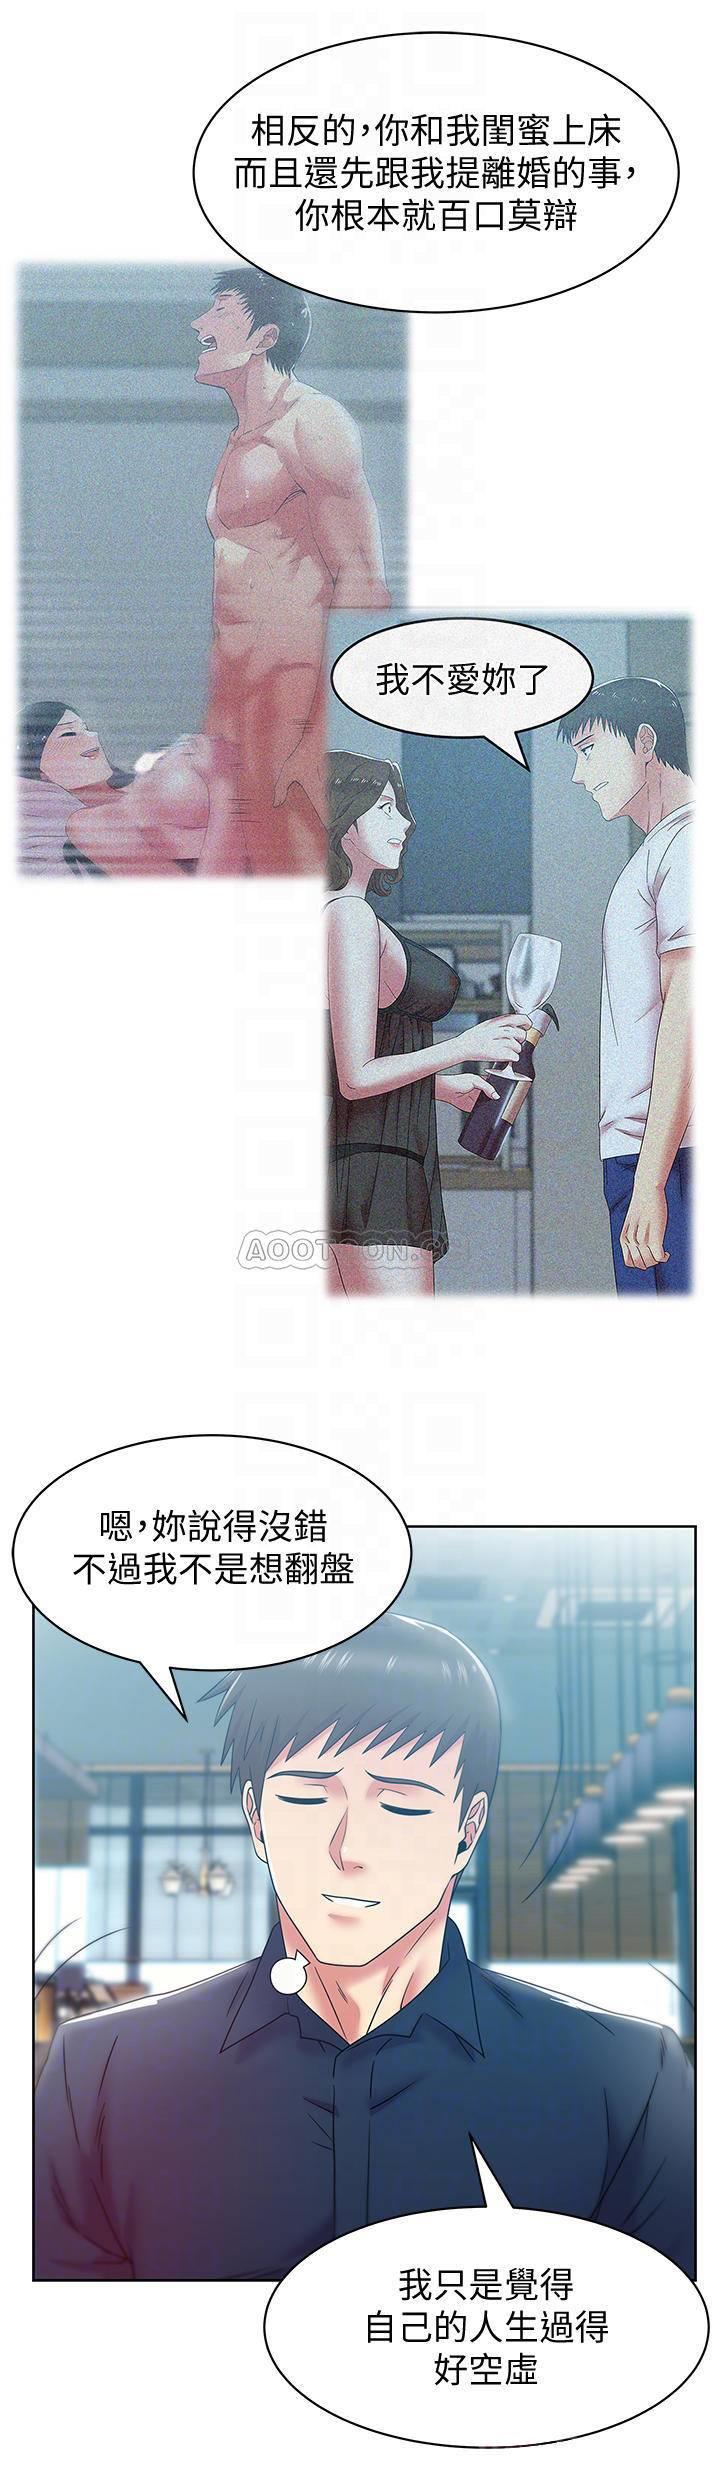 相反的,你和我閨蜜上床
而且還先跟我提離婚的事,
你根本就百口莫辯
我不愛妳了
AOOTOON.CC
嗯,妳說得沒錯
不過我不是想翻盤
我只是覺得
自己的人生過得
好空虛